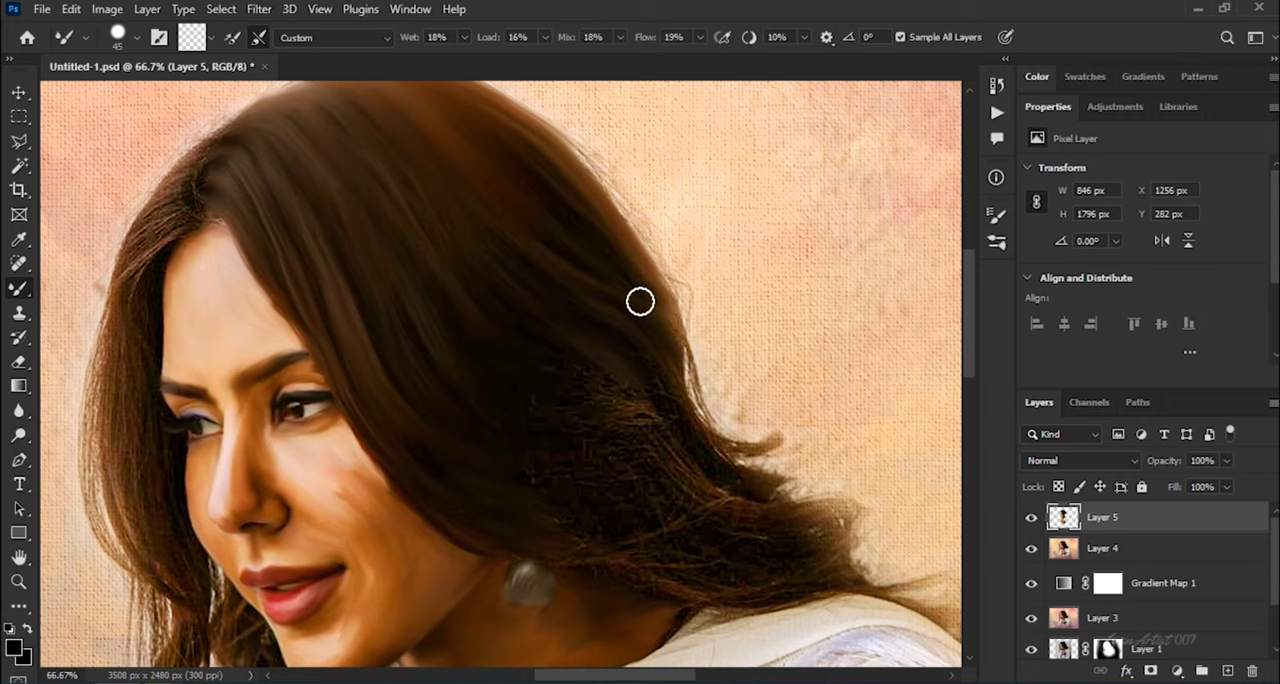 Ps File Edit Image Layer Type Select Filter 3D View Plugins Window Help
45 Custom Wet: 18% Load: 16% Mix: 18% Flow: 19% 10% 0° Sample All Layers
Untitled-1.psd @ 66.7% (Layer 5, RGB/8) *
Color Swatches Gradients Patterns
Properties Adjustments Libraries
Pixel Layer
Transform
W 846 px X 1256 px
H 1796 px Y 282 px
0.00°
Align and Distribute
Align:
Layers Channels Paths
Kind
Normal Opacity: 100%
Lock: Fill: 100%
Layer 5
Layer 4
Gradient Map 1
Layer 3
Artist 007
Layer 1
fx
66.67% 3508 px x 2480 px (300 ppi)